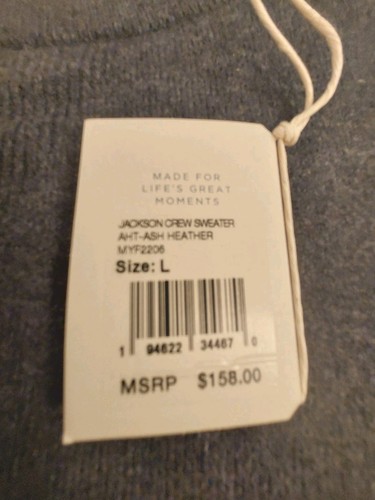 MADE FOR
LIFE'S GREAT
MOMENTS
JACKSON CREW SWEATER
AHT-ASH HEATHER
MYF2206
Size: L
1 94622 34467 0
MSRP $158.00